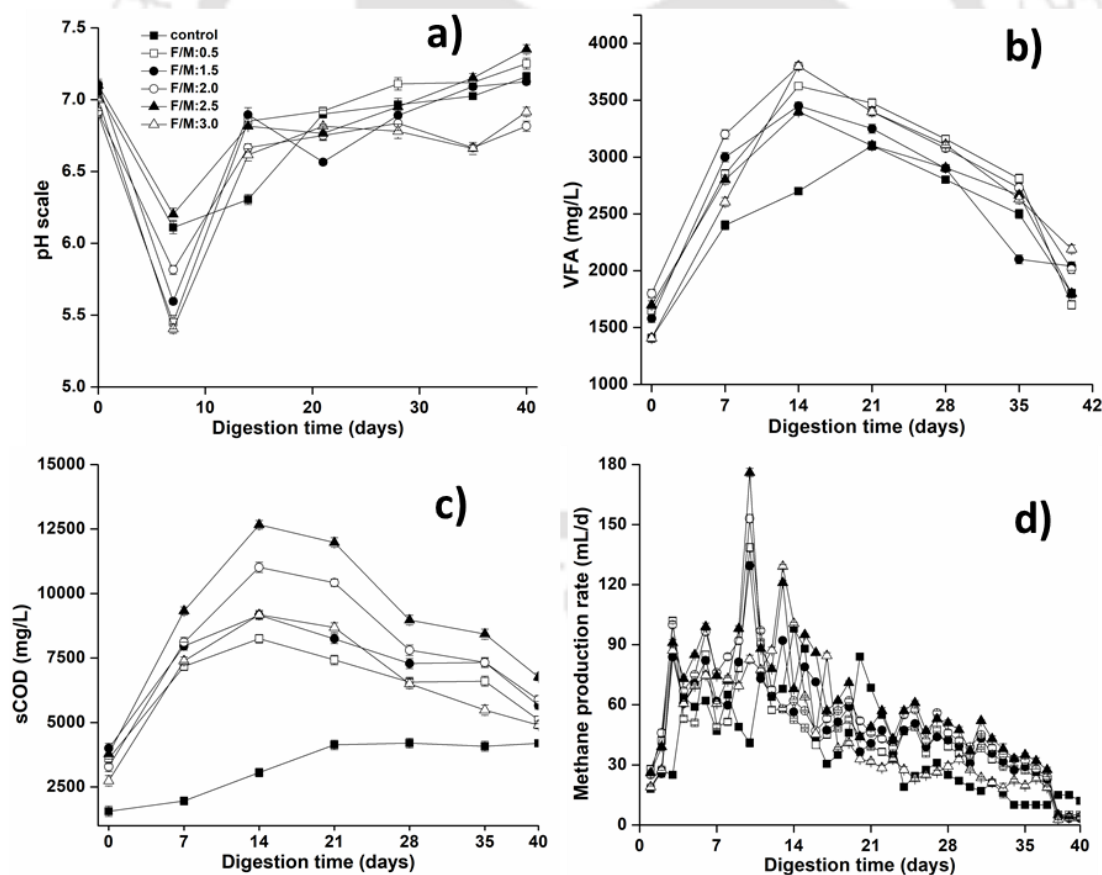 a)
7.5
7.0
6.5
6.0
5.5
5.0
pH scale
control
F/M:0.5
F/M:1.5
F/M:2.0
F/M:2.5
F/M:3.0
0 10 20 30 40
Digestion time (days)
b)
4000
3500
3000
2500
2000
1500
1000
VFA (mg/L)
0 7 14 21 28 35 42
Digestion time (days)
c)
15000
12500
10000
7500
5000
2500
sCOD (mg/L)
0 7 14 21 28 35 40
Digestion time (days)
d)
180
150
120
90
60
30
0
Methane production rate (mL/d)
0 7 14 21 28 35 40
Digestion time (days)